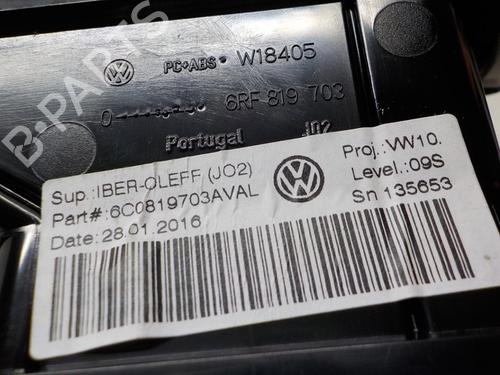 PC+ABS W18405
6RF 819 703
Portugal J02
Sup.:IBER-OLEFF (JO2)
Part#:6C0819703AVAL
Date:28.01.2016
Proj.:VW10.
Level.:09S
Sn 135653
B-PARTS